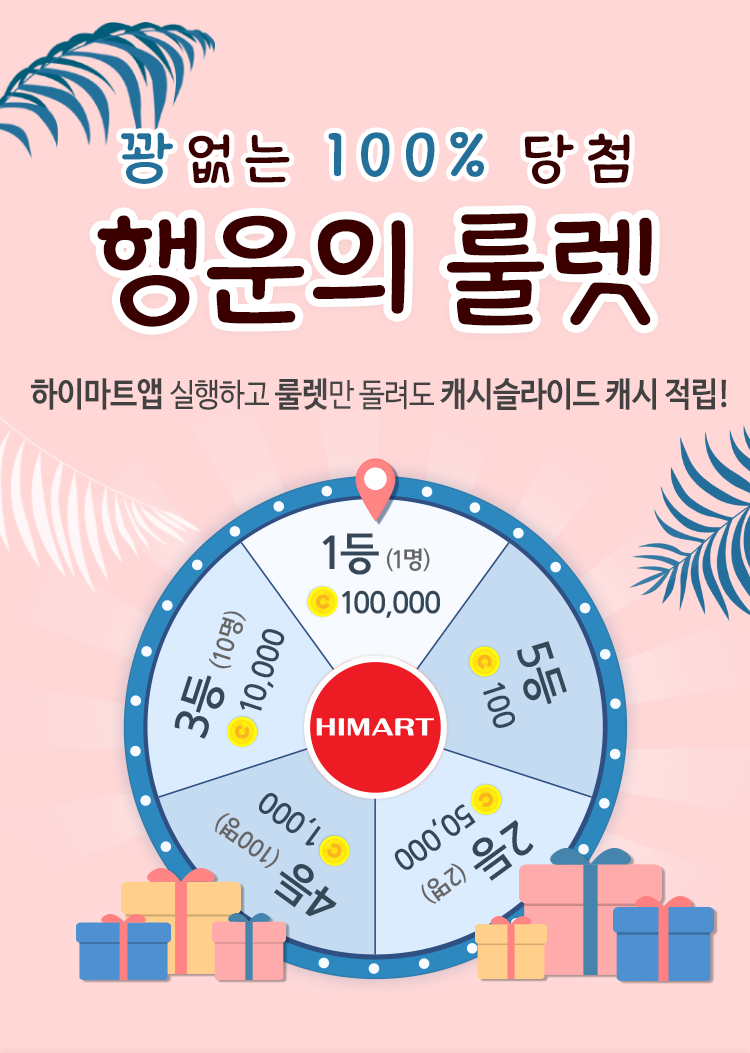 꽝 없는 100% 당첨
행운의 룰렛
하이마트앱 실행하고 룰렛만 돌려도 캐시슬라이드 캐시 적립!
1등 (1명)
100,000
5등
100
2등 (2명)
50,000
4등 (100명)
1,000
3등 (10명)
10,000
HIMART